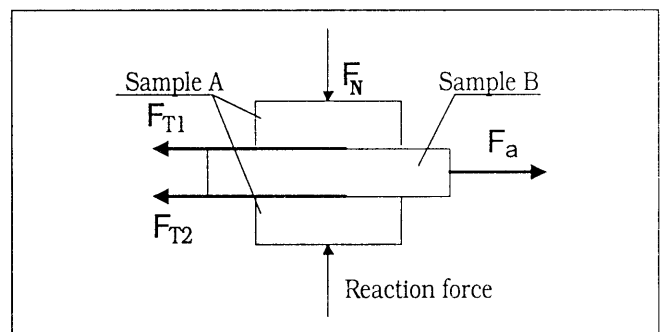 Sample A
F_N
Sample B
F_T1
F_a
F_T2
Reaction force